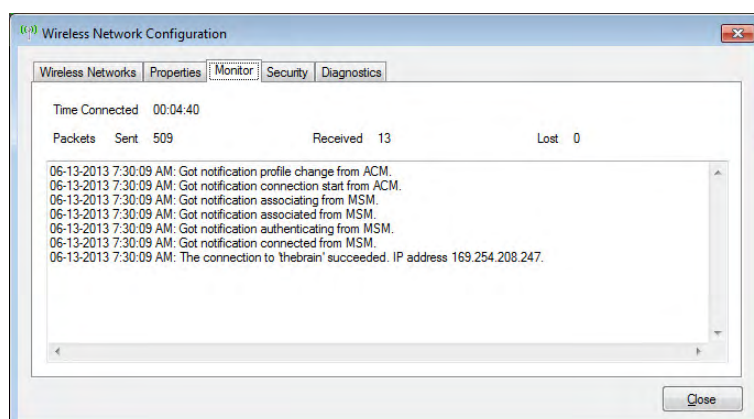 Wireless Network Configuration
Wireless Networks Properties Monitor Security Diagnostics
Time Connected 00:04:40
Packets Sent 509 Received 13 Lost 0
06-13-2013 7:30:09 AM: Got notification profile change from ACM.
06-13-2013 7:30:09 AM: Got notification connection start from ACM.
06-13-2013 7:30:09 AM: Got notification associating from MSM.
06-13-2013 7:30:09 AM: Got notification associated from MSM.
06-13-2013 7:30:09 AM: Got notification authenticating from MSM.
06-13-2013 7:30:09 AM: Got notification connected from MSM.
06-13-2013 7:30:09 AM: The connection to 'thebrain' succeeded. IP address 169.254.208.247.
Close